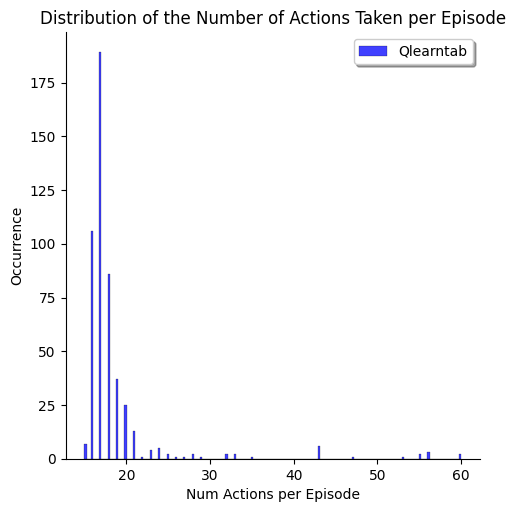 Distribution of the Number of Actions Taken per Episode
Qlearntab
175
150
125
100
75
50
25
0
Occurrence
20 30 40 50 60
Num Actions per Episode